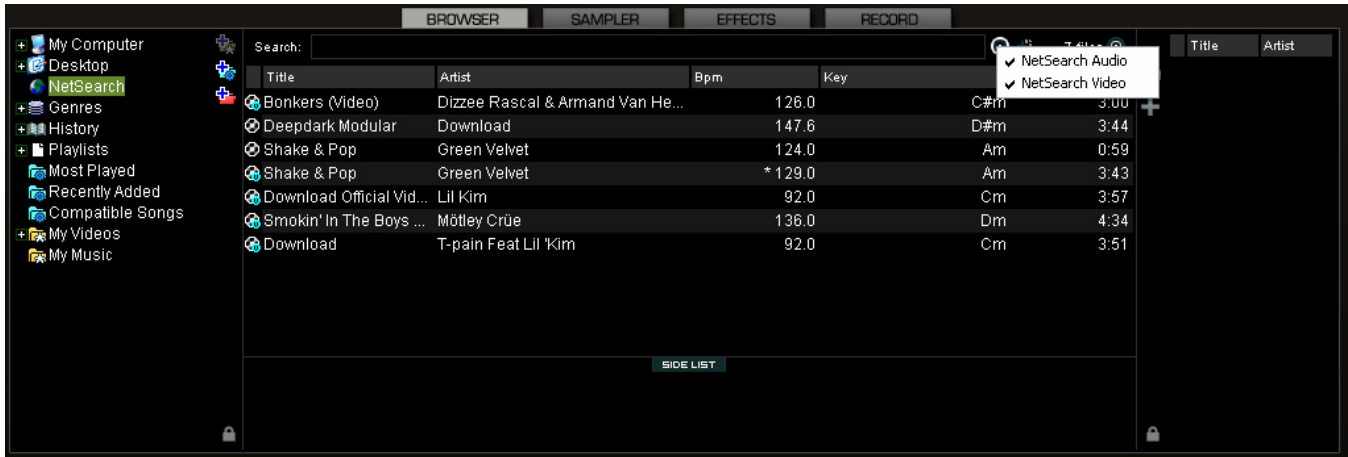 BROWSER SAMPLER EFFECTS RECORD
My Computer
Desktop
NetSearch
Genres
History
Playlists
Most Played
Recently Added
Compatible Songs
My Videos
My Music
Search: 7 files
NetSearch Audio
NetSearch Video
Title Artist Bpm Key
Bonkers (Video) Dizzee Rascal & Armand Van He... 126.0 C#m 3:00
Deepdark Modular Download 147.6 D#m 3:44
Shake & Pop Green Velvet 124.0 Am 0:59
Shake & Pop Green Velvet * 129.0 Am 3:43
Download Official Vid... Lil Kim 92.0 Cm 3:57
Smokin' In The Boys ... Mötley Crüe 136.0 Dm 4:34
Download T-pain Feat Lil 'Kim 92.0 Cm 3:51
SIDE LIST
Title Artist